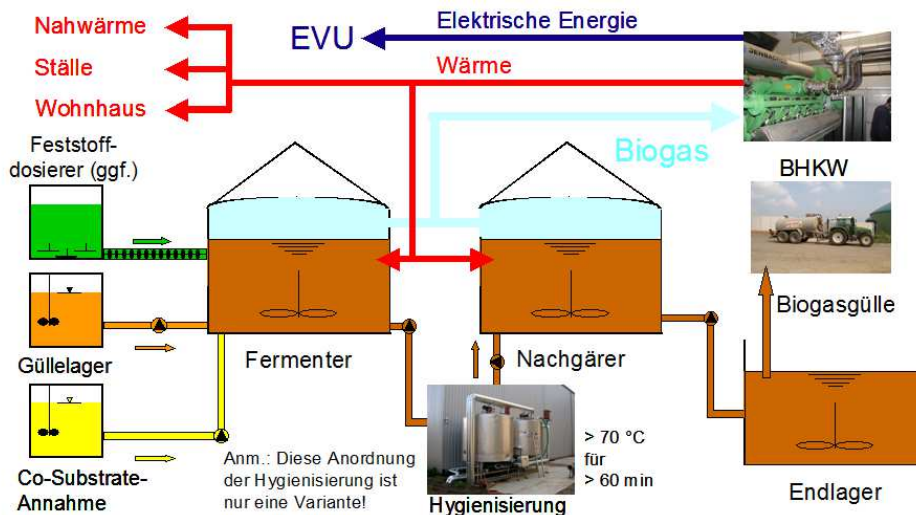 Nahwärme
Ställe
Wohnhaus
EVU
Elektrische Energie
Wärme
Biogas
BHKW
Feststoff-
dosierer (ggf.)
Güllelager
Co-Substrate-
Annahme
Fermenter
Nachgärer
Biogasgülle
Anm.: Diese Anordnung
der Hygienisierung ist
nur eine Variante!
Hygienisierung
> 70 °C
für
> 60 min
Endlager